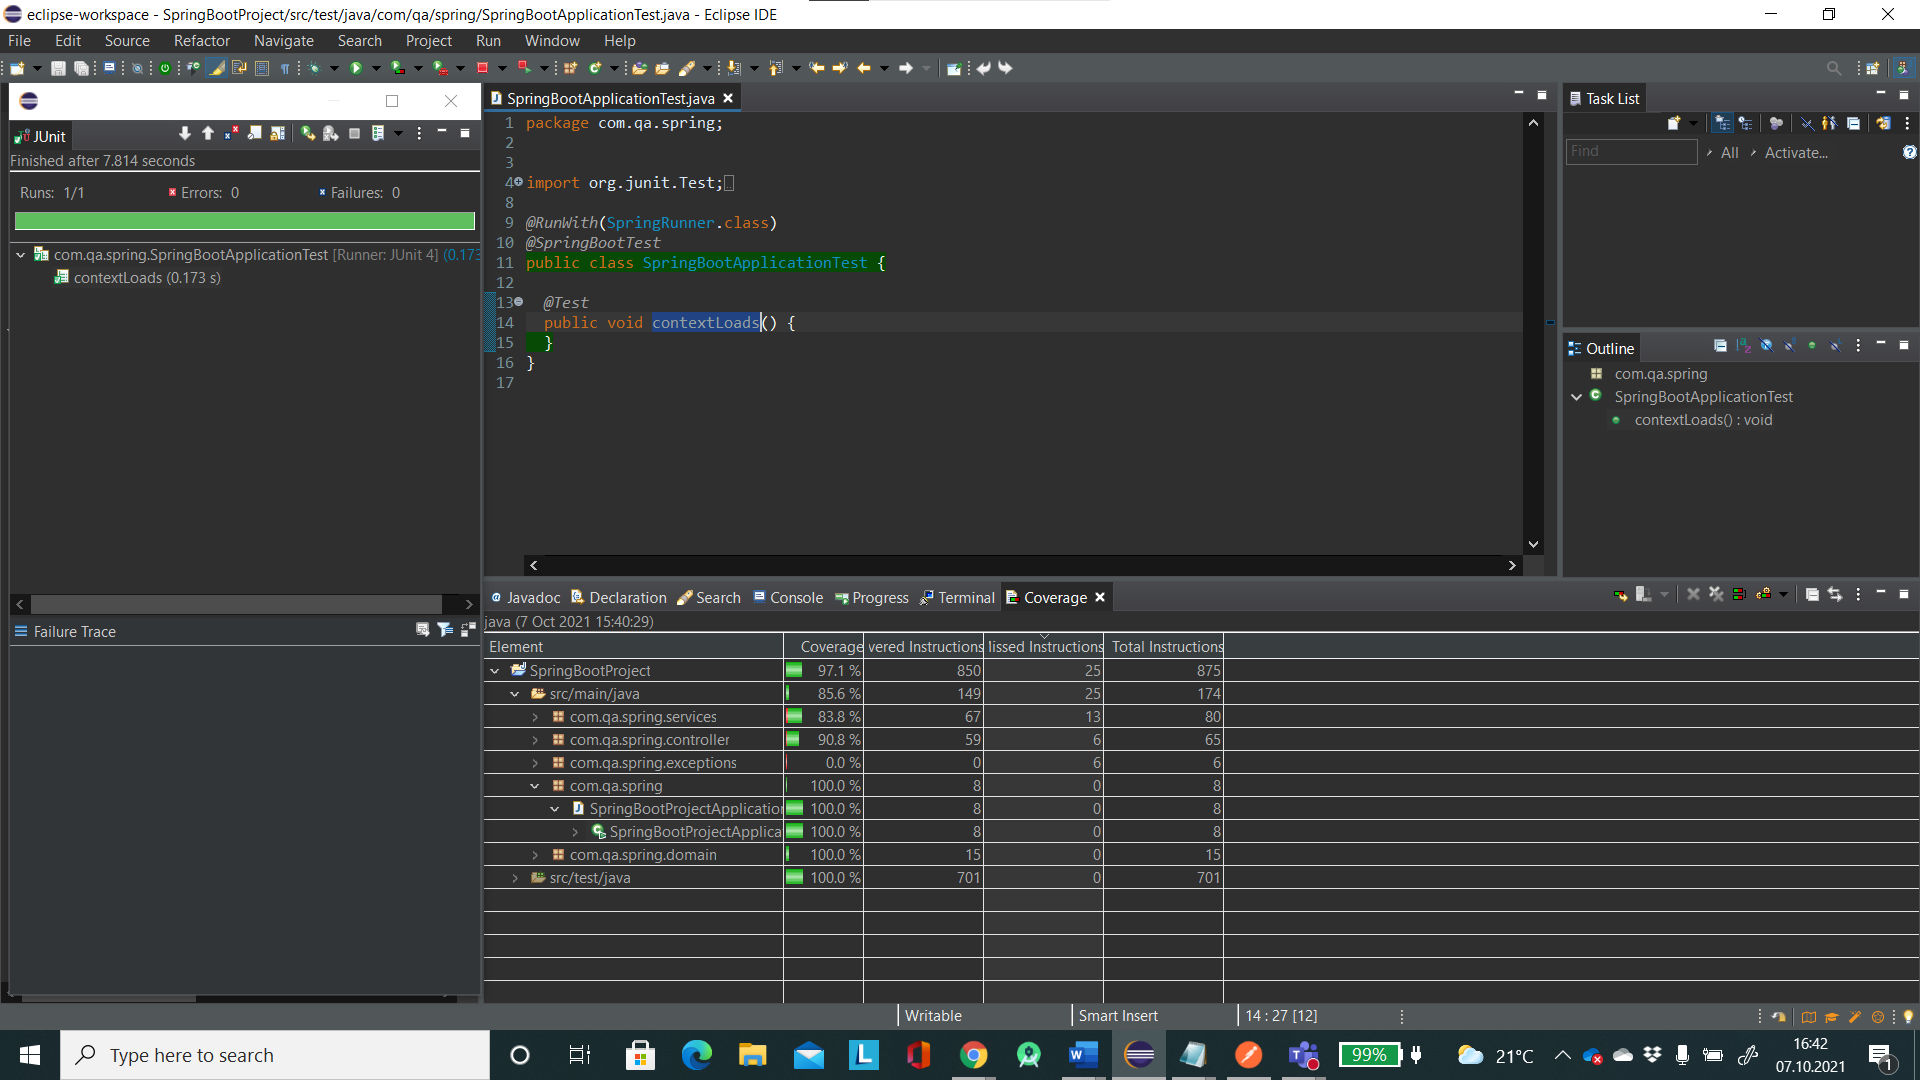 eclipse-workspace - SpringBootProject/src/test/java/com/qa/spring/SpringBootApplicationTest.java - Eclipse IDE
File Edit Source Refactor Navigate Search Project Run Window Help
JUnit
Finished after 7.814 seconds
Runs: 1/1 Errors: 0 Failures: 0
com.qa.spring.SpringBootApplicationTest [Runner: JUnit 4] (0.173
contextLoads (0.173 s)
Failure Trace
SpringBootApplicationTest.java
1 package com.qa.spring;
2
3
4 import org.junit.Test;
8
9 @RunWith(SpringRunner.class)
10 @SpringBootTest
11 public class SpringBootApplicationTest {
12
13 @Test
14 public void contextLoads() {
15 }
16 }
17
Task List
Find All Activate...
Outline
com.qa.spring
SpringBootApplicationTest
contextLoads() : void
Javadoc Declaration Search Console Progress Terminal Coverage
java (7 Oct 2021 15:40:29)
Element Coverage vered Instructions lissed Instructions Total Instructions
SpringBootProject 97.1 % 850 25 875
src/main/java 85.6 % 149 25 174
com.qa.spring.services 83.8 % 67 13 80
com.qa.spring.controller 90.8 % 59 6 65
com.qa.spring.exceptions 0.0 % 0 6 6
com.qa.spring 100.0 % 8 0 8
SpringBootProjectApplication 100.0 % 8 0 8
SpringBootProjectApplica 100.0 % 8 0 8
com.qa.spring.domain 100.0 % 15 0 15
src/test/java 100.0 % 701 0 701
Writable Smart Insert 14 : 27 [12]
Type here to search
99% 21°C 16:42
07.10.2021
1